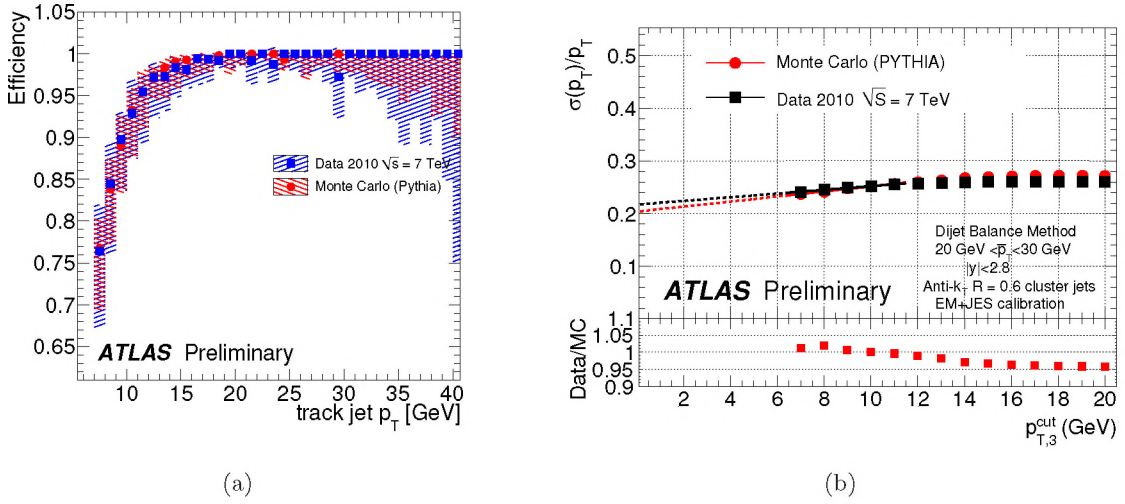 Efficiency
1
0.95
0.9
0.85
0.8
0.75
0.7
0.65
Data 2010 √s = 7 TeV
Monte Carlo (Pythia)
ATLAS Preliminary
10 15 20 25 30 35 40
track jet p_T [GeV]
(a)
σ(p_T)/p_T
0.5
0.4
0.3
0.2
0.1
Monte Carlo (PYTHIA)
Data 2010 √S = 7 TeV
Dijet Balance Method
20 GeV <p̅_T<30 GeV
|y|<2.8
Anti-k_T R = 0.6 cluster jets
EM+JES calibration
ATLAS Preliminary
Data/MC
1.1
1.05
1
0.95
0.9
2 4 6 8 10 12 14 16 18 20
p_{T,3}^{cut} (GeV)
(b)